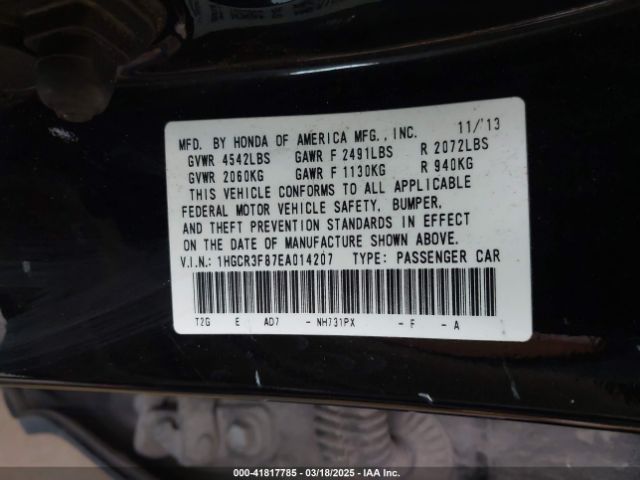 MFD. BY HONDA OF AMERICA MFG., INC. 11/'13
GVWR 4542LBS GAWR F 2491LBS R 2072LBS
GVWR 2060KG GAWR F 1130KG R 940KG
THIS VEHICLE CONFORMS TO ALL APPLICABLE
FEDERAL MOTOR VEHICLE SAFETY, BUMPER,
AND THEFT PREVENTION STANDARDS IN EFFECT
ON THE DATE OF MANUFACTURE SHOWN ABOVE.
V.I.N.: 1HGCR3F87EA014207 TYPE: PASSENGER CAR
T2G E AD7 - NH731PX - F - A
000-41817785 - 03/18/2025 - IAA Inc.